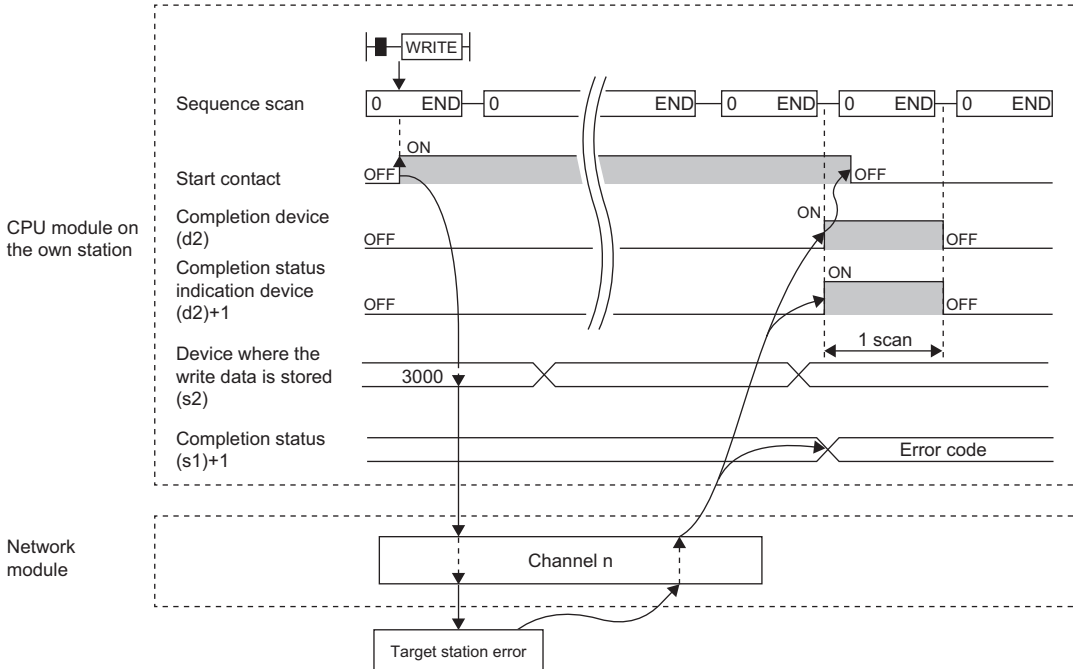 WRITE
Sequence scan
0 END 0 END 0 END 0 END 0 END
ON
Start contact
OFF
OFF
CPU module on
the own station
Completion device
(d2)
ON
OFF
OFF
Completion status
indication device
(d2)+1
ON
OFF
OFF
1 scan
Device where the
write data is stored
(s2)
3000
Completion status
(s1)+1
Error code
Network
module
Channel n
Target station error